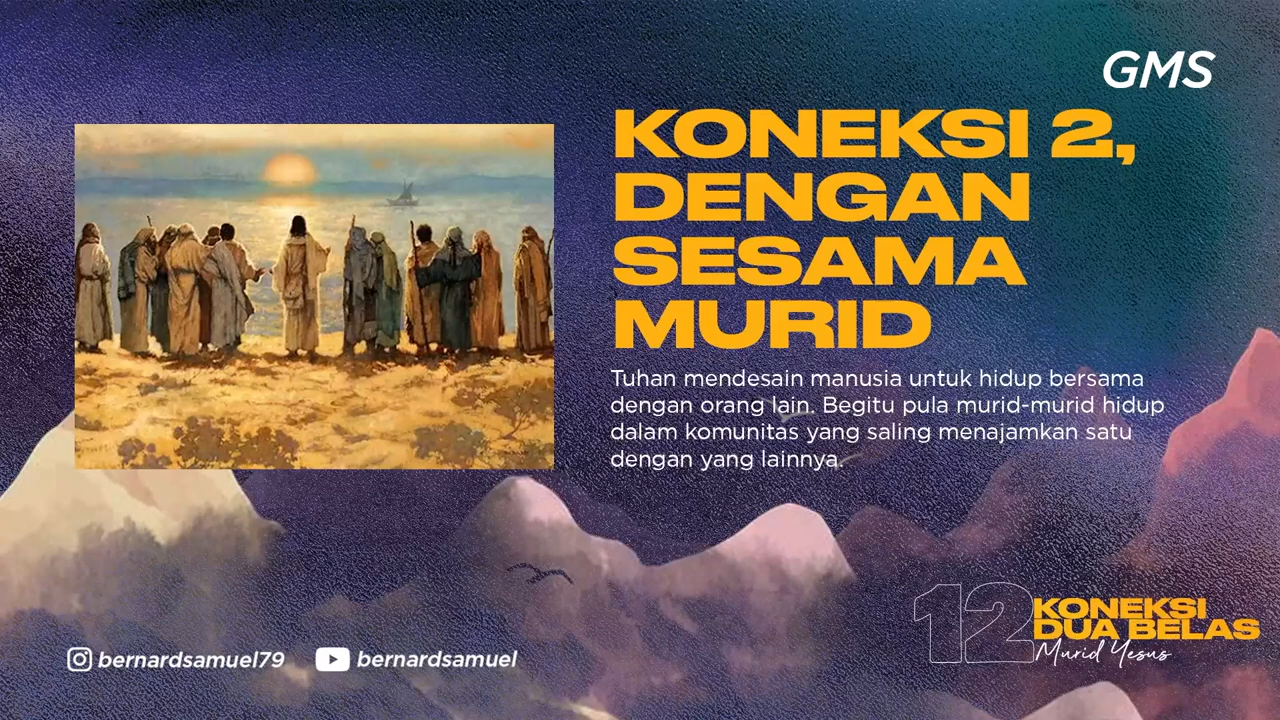 GMS
KONEKSI 2,
DENGAN
SESAMA
MURID
Tuhan mendesain manusia untuk hidup bersama
dengan orang lain. Begitu pula murid-murid hidup
dalam komunitas yang saling menajamkan satu
dengan yang lainnya.
12
KONEKSI
DUA BELAS
Murid Yesus
bernardsamuel79
bernardsamuel